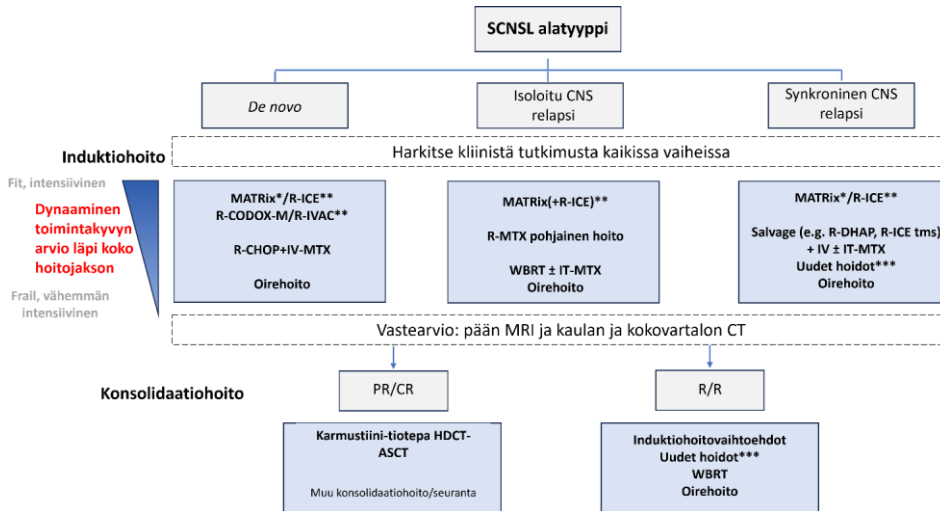 SCNSL alatyyppi
De novo
Isoloitu CNS
relapsi
Synkroninen CNS
relapsi
Induktiohoito
Harkitse kliinistä tutkimusta kaikissa vaiheissa
Fit, intensiivinen
Dynaaminen
toimintakyvyn
arvio läpi koko
hoitojakson
Frail, vähemmän
intensiivinen
MATRix*/R-ICE**
R-CODOX-M/R-IVAC**
R-CHOP+IV-MTX
Oirehoito
MATRix(+R-ICE)**
R-MTX pohjainen hoito
WBRT ± IT-MTX
Oirehoito
MATRix*/R-ICE**
Salvage (e.g. R-DHAP, R-ICE tms)
+ IV ± IT-MTX
Uudet hoidot***
Oirehoito
Vastearvio: pään MRI ja kaulan ja kokovartalon CT
Konsolidaatiohoito
PR/CR
R/R
Karmustiini-tiotepa HDCT-
ASCT
Muu konsolidaatiohoito/seuranta
Induktiohoitovaihtoehdot
Uudet hoidot***
WBRT
Oirehoito